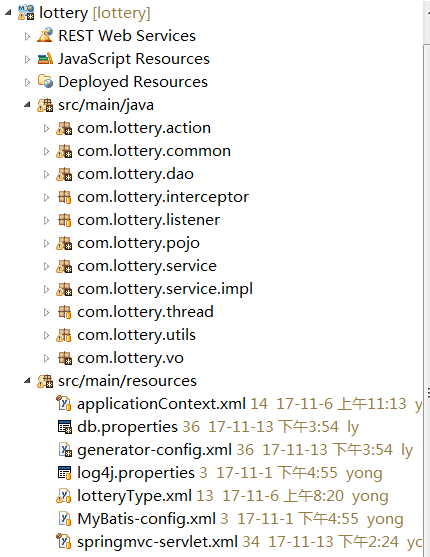 lottery [lottery]
REST Web Services
JavaScript Resources
Deployed Resources
src/main/java
com.lottery.action
com.lottery.common
com.lottery.dao
com.lottery.interceptor
com.lottery.listener
com.lottery.pojo
com.lottery.service
com.lottery.service.impl
com.lottery.thread
com.lottery.utils
com.lottery.vo
src/main/resources
applicationContext.xml 14 17-11-6 上午11:13 y
db.properties 36 17-11-13 下午3:54 ly
generator-config.xml 36 17-11-13 下午3:54 ly
log4j.properties 3 17-11-1 下午4:55 yong
lotteryType.xml 13 17-11-6 上午8:20 yong
MyBatis-config.xml 3 17-11-1 下午4:55 yong
springmvc-servlet.xml 34 17-11-13 下午2:24 yc